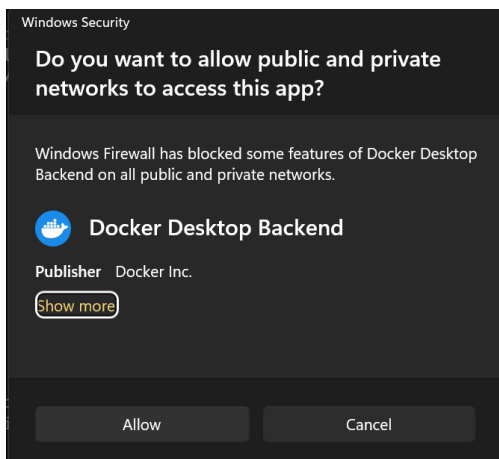 Windows Security
Do you want to allow public and private
networks to access this app?
Windows Firewall has blocked some features of Docker Desktop
Backend on all public and private networks.
Docker Desktop Backend
Publisher Docker Inc.
Show more
Allow
Cancel